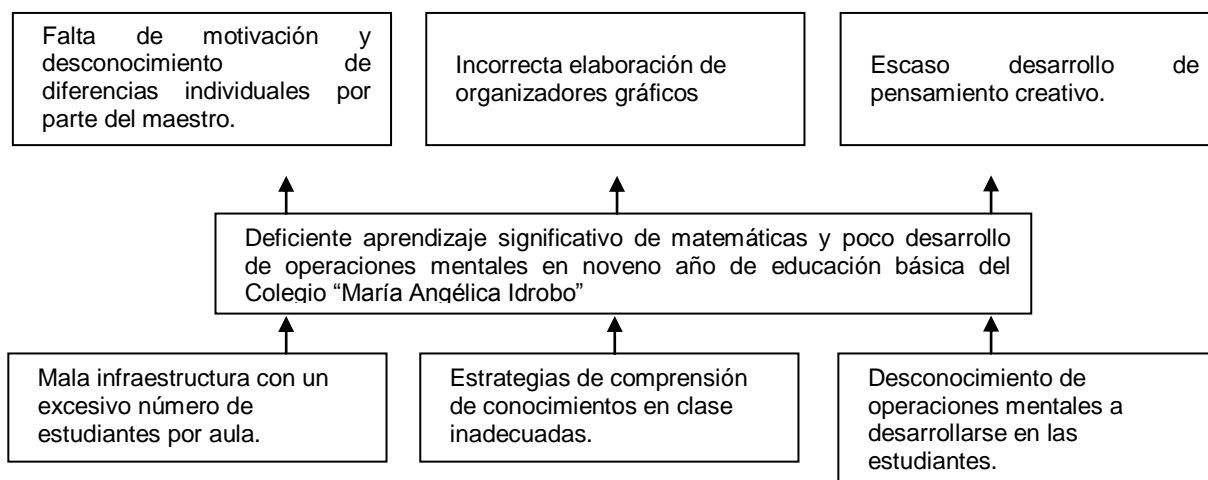 Falta de motivación y
desconocimiento de
diferencias individuales por
parte del maestro.
Incorrecta elaboración de
organizadores gráficos
Escaso desarrollo de
pensamiento creativo.
Deficiente aprendizaje significativo de matemáticas y poco desarrollo
de operaciones mentales en noveno año de educación básica del
Colegio “María Angélica Idrobo”
Mala infraestructura con un
excesivo número de
estudiantes por aula.
Estrategias de comprensión
de conocimientos en clase
inadecuadas.
Desconocimiento de
operaciones mentales a
desarrollarse en las
estudiantes.